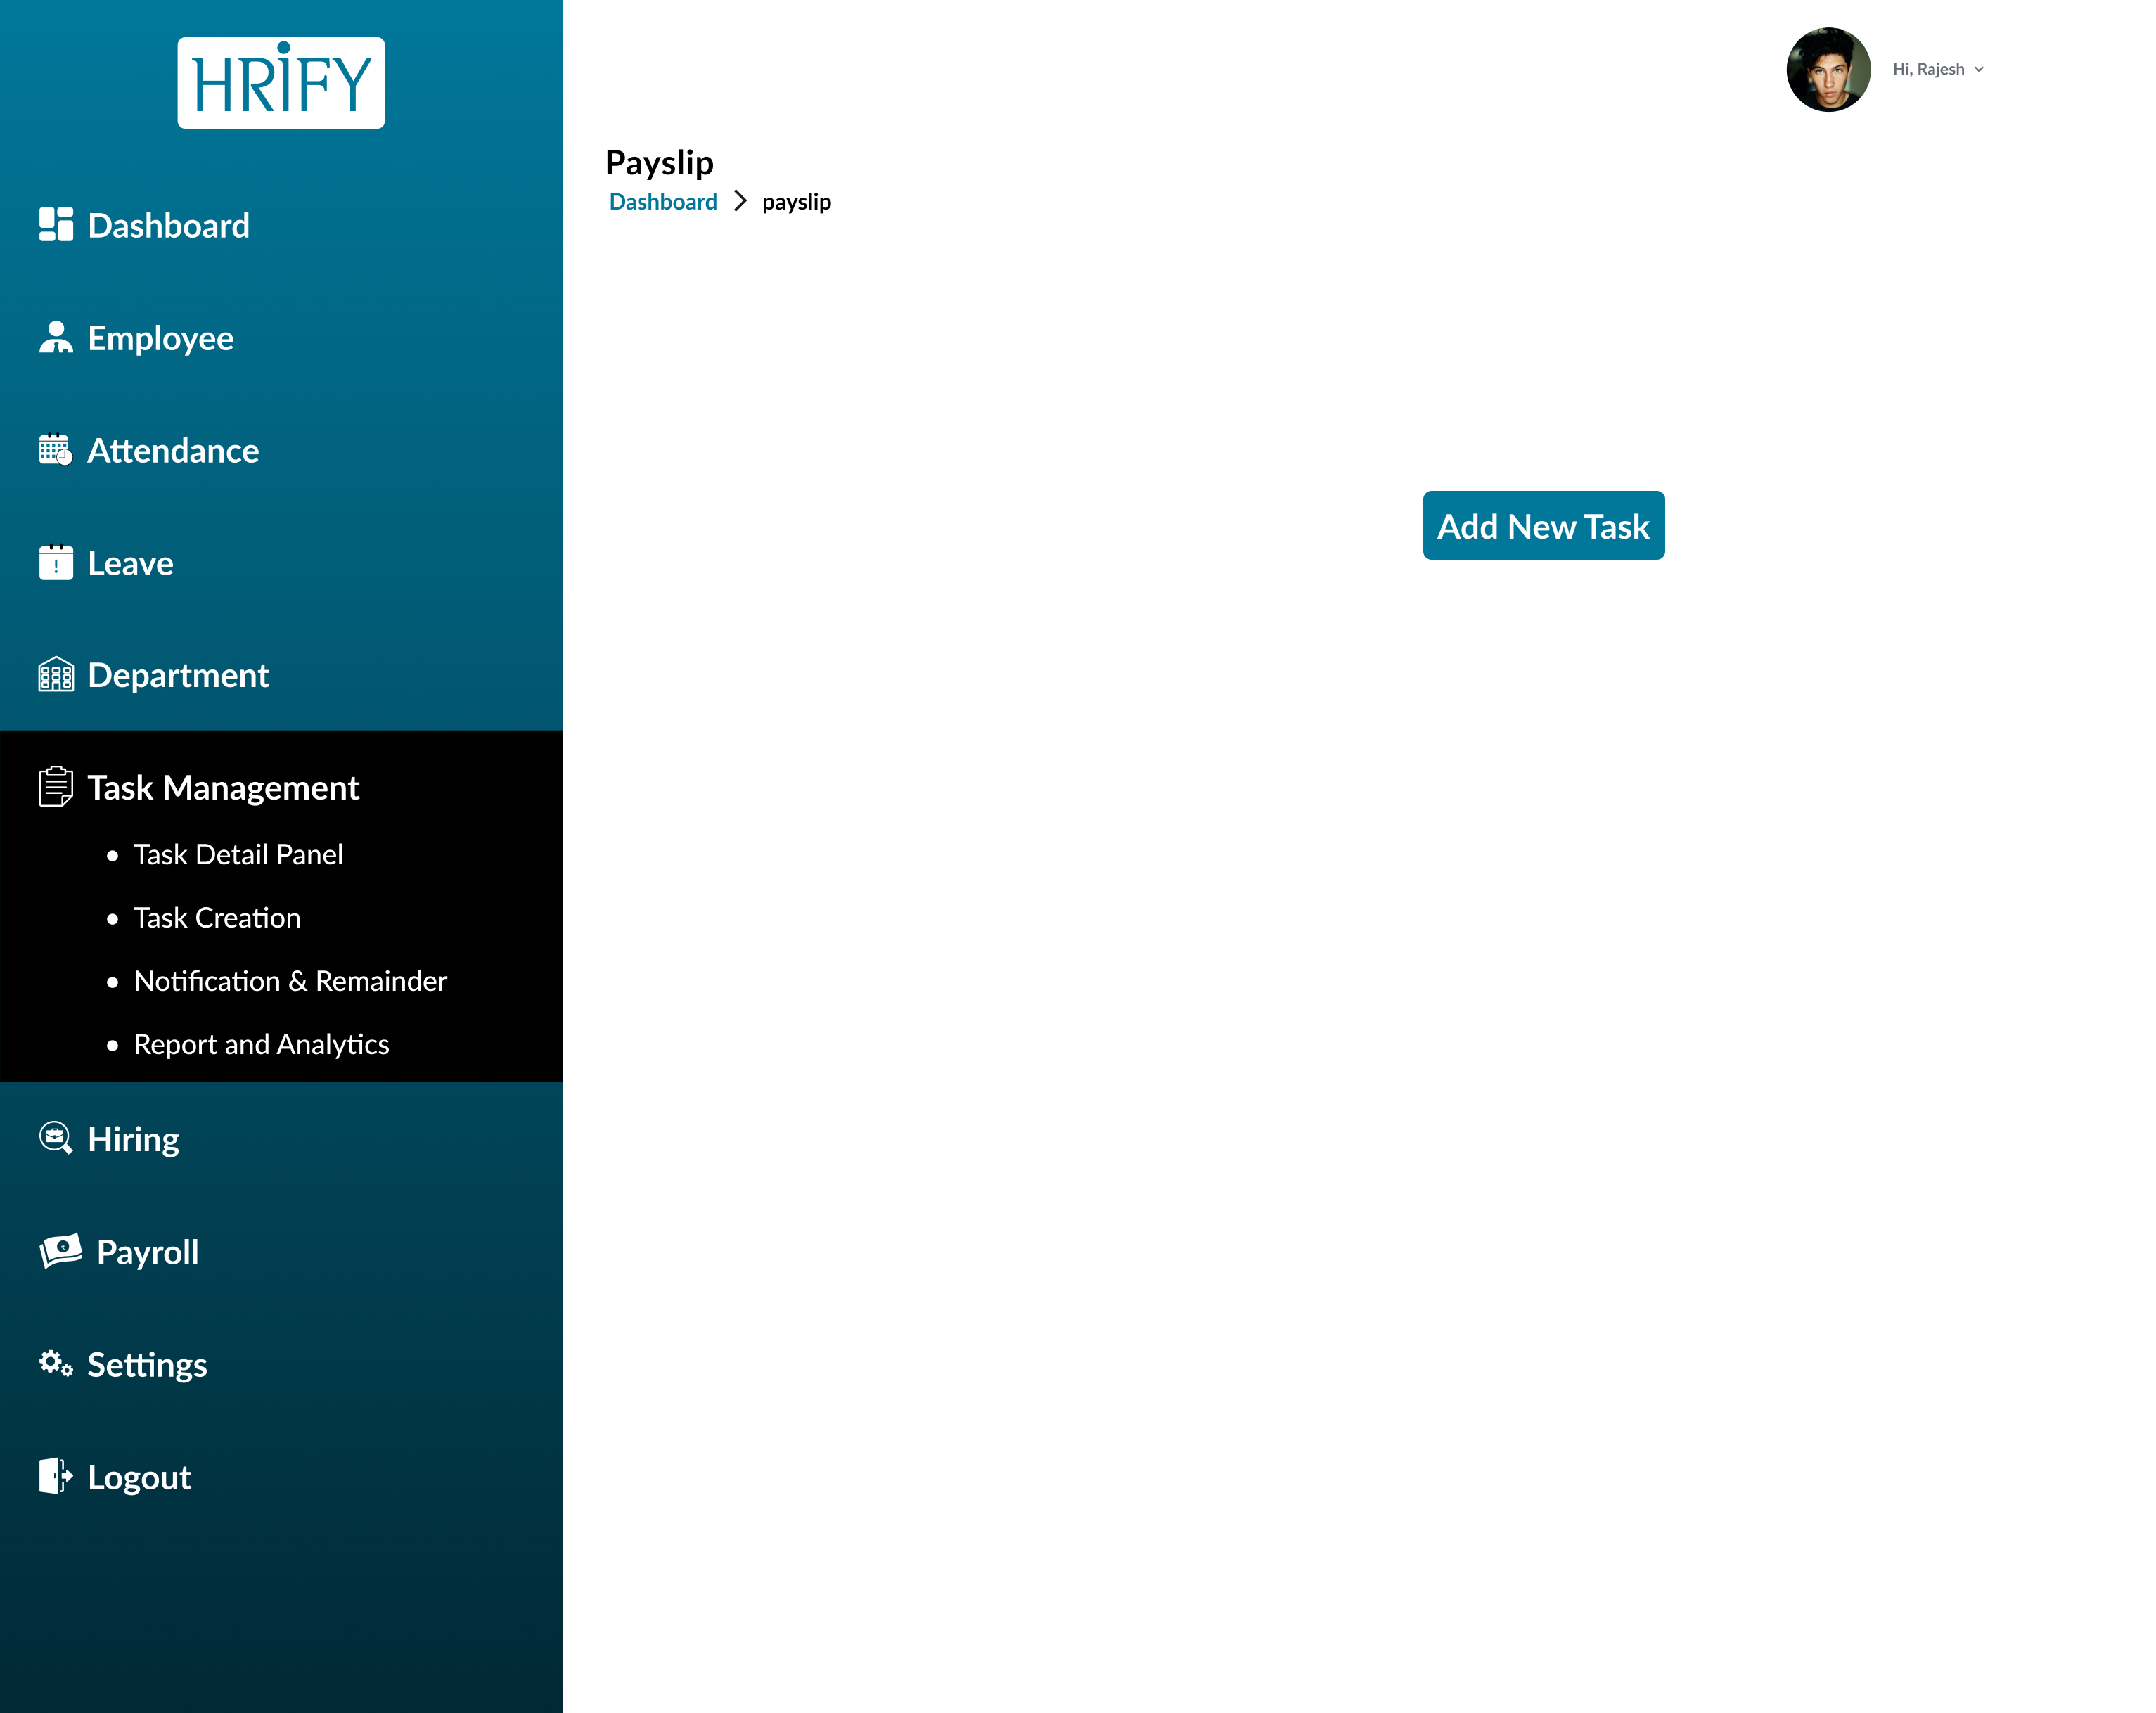 HRiFY
Dashboard
Employee
Attendance
Leave
Department
Task Management
Task Detail Panel
Task Creation
Notification & Remainder
Report and Analytics
Hiring
Payroll
Settings
Logout
Hi, Rajesh
Payslip
Dashboard > payslip
Add New Task